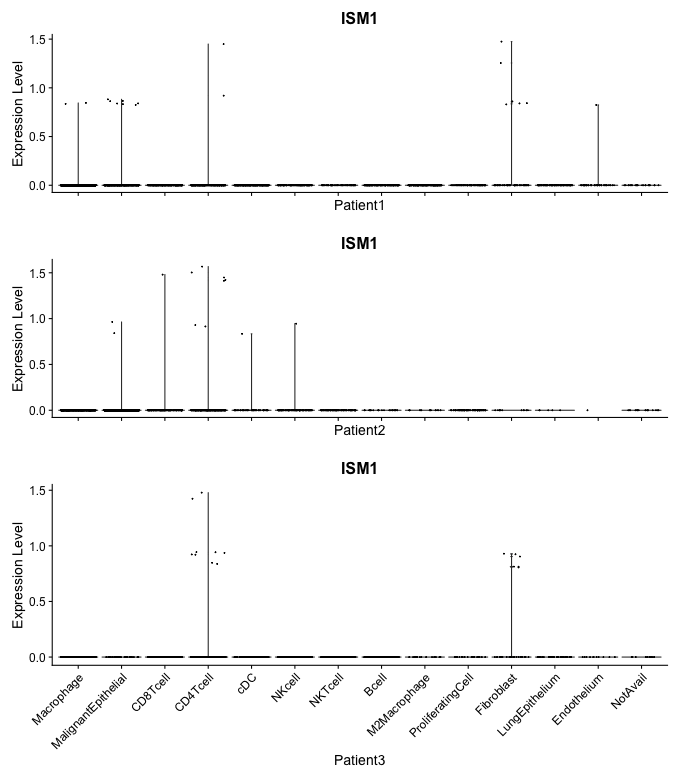 ISM1
Expression Level
1.5
1.0
0.5
0.0
Patient1
ISM1
Expression Level
1.5
1.0
0.5
0.0
Patient2
ISM1
Expression Level
1.5
1.0
0.5
0.0
Macrophage
MalignantEpithelial
CD8Tcell
CD4Tcell
cDC
NKcell
NKTcell
Bcell
M2Macrophage
ProliferatingCell
Fibroblast
LungEpithelium
Endothelium
NotAvail
Patient3